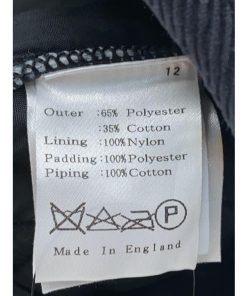 12
Outer :65% Polyester
:35% Cotton
Lining :100%Nylon
Padding:100%Polyester
Piping :100%Cotton
P
Made In England